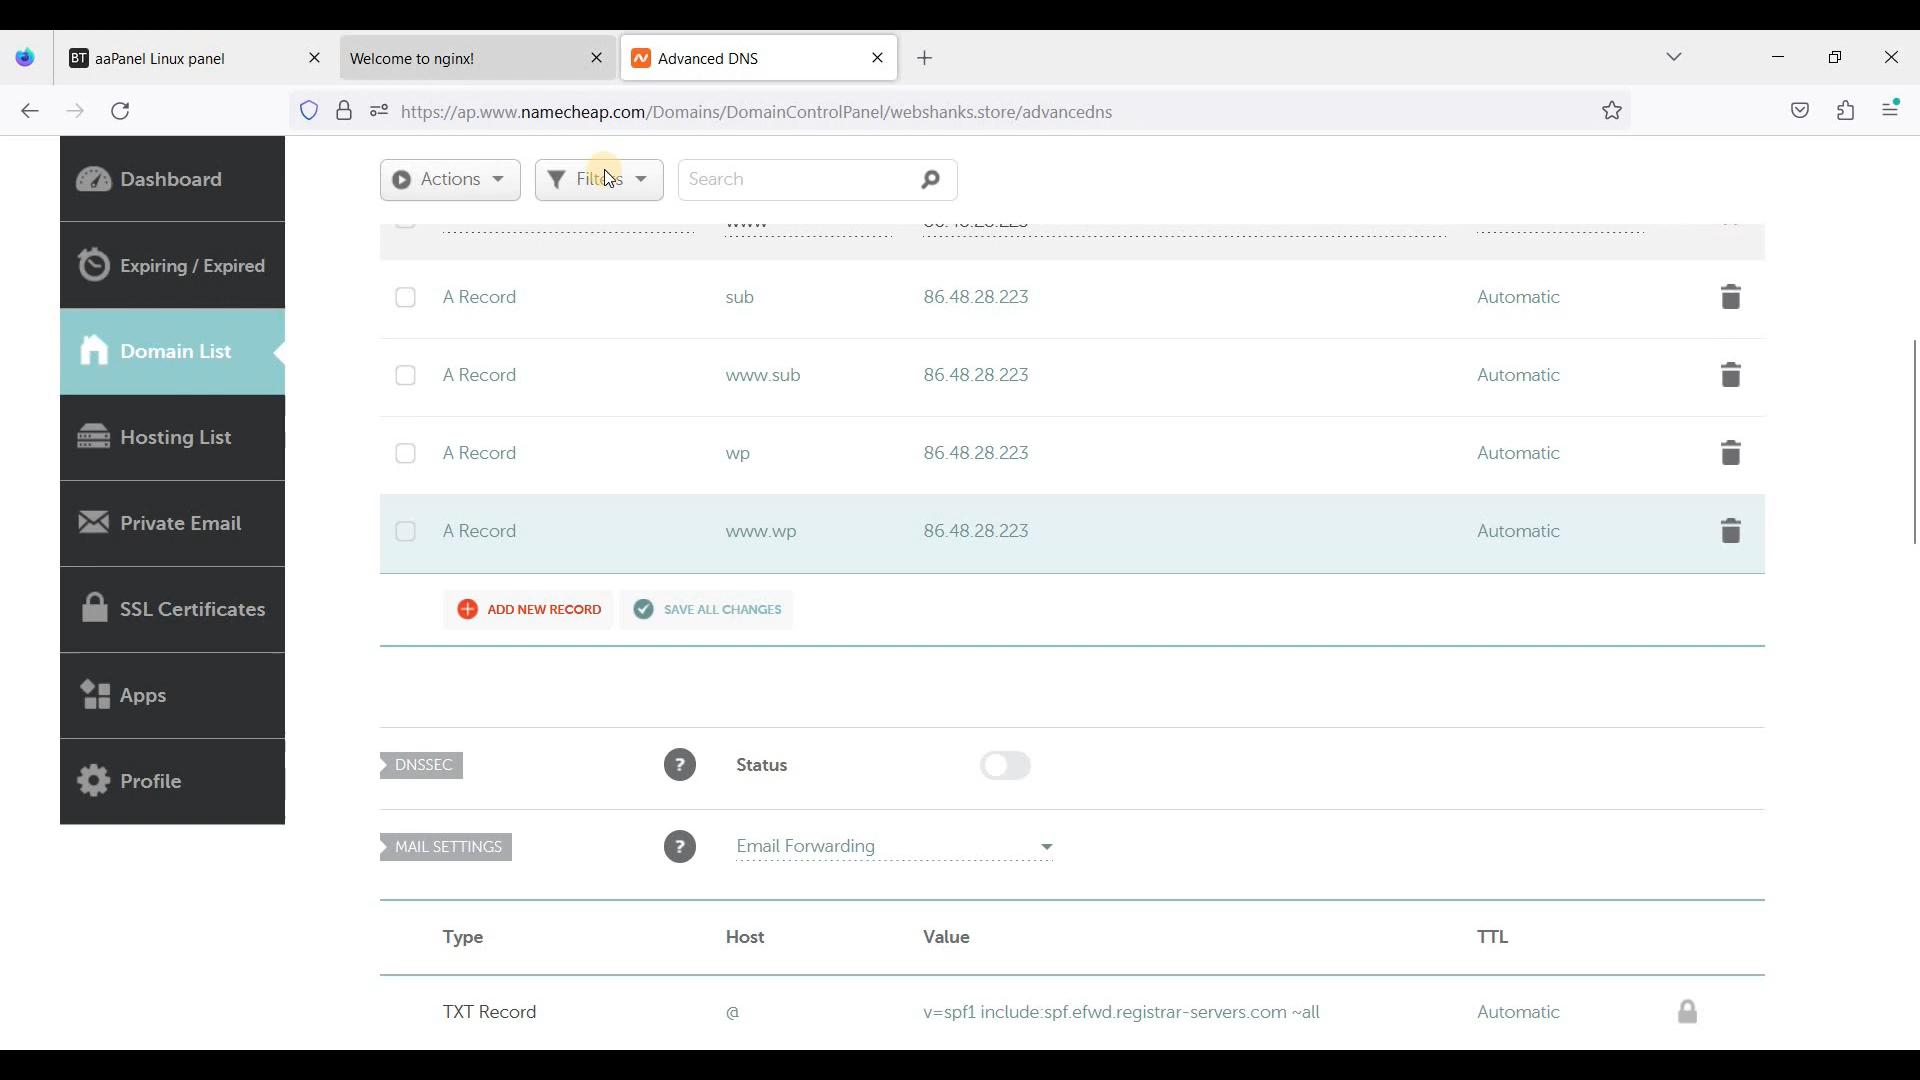 BT aaPanel Linux panel Welcome to nginx! Advanced DNS
https://ap.www.namecheap.com/Domains/DomainControlPanel/webshanks.store/advancedns
Dashboard
Expiring / Expired
Domain List
Hosting List
Private Email
SSL Certificates
Apps
Profile
Actions Filters Search
A Record sub 86.48.28.223 Automatic
A Record www.sub 86.48.28.223 Automatic
A Record wp 86.48.28.223 Automatic
A Record www.wp 86.48.28.223 Automatic
ADD NEW RECORD SAVE ALL CHANGES
DNSSEC ? Status
MAIL SETTINGS ? Email Forwarding
Type Host Value TTL
TXT Record @ v=spf1 include:spf.efwd.registrar-servers.com ~all Automatic